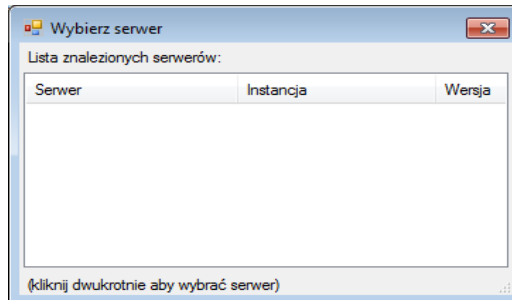 Wybierz serwer
Lista znalezionych serwerów:
Serwer Instancja Wersja
(kliknij dwukrotnie aby wybrać serwer)